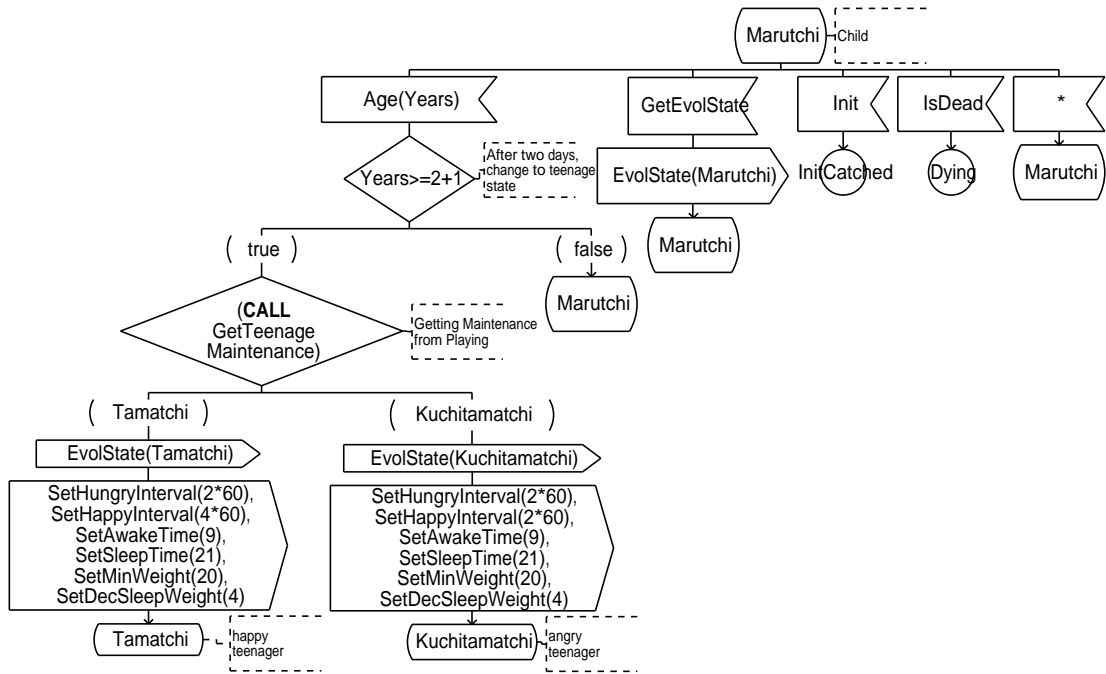 Marutchi
Child
Age(Years)
GetEvolState
Init
IsDead
*
Years>=2+1
After two days,
change to teenage
state
EvolState(Marutchi)
InitCatched
Dying
Marutchi
Marutchi
( true )
( false )
Marutchi
(CALL
GetTeenage
Maintenance)
Getting Maintenance
from Playing
( Tamatchi )
( Kuchitamatchi )
EvolState(Tamatchi)
EvolState(Kuchitamatchi)
SetHungryInterval(2*60),
SetHappyInterval(4*60),
SetAwakeTime(9),
SetSleepTime(21),
SetMinWeight(20),
SetDecSleepWeight(4)
SetHungryInterval(2*60),
SetHappyInterval(2*60),
SetAwakeTime(9),
SetSleepTime(21),
SetMinWeight(20),
SetDecSleepWeight(4)
Tamatchi
happy
teenager
Kuchitamatchi
angry
teenager